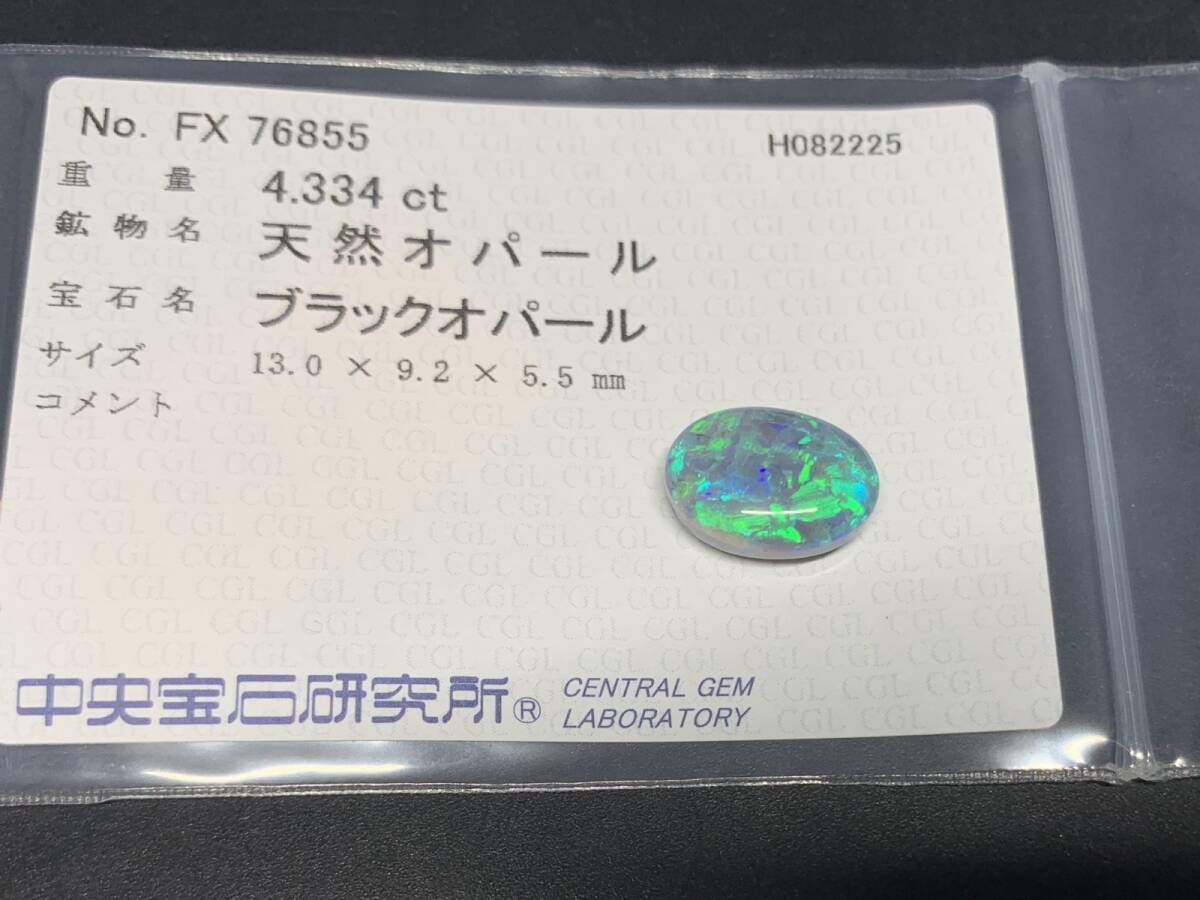 No. FX 76855 H082225
重量 4.334 ct
鉱物名 天然オパール
宝石名 ブラックオパール
サイズ 13.0 × 9.2 × 5.5 mm
コメント
中央宝石研究所® CENTRAL GEM
LABORATORY